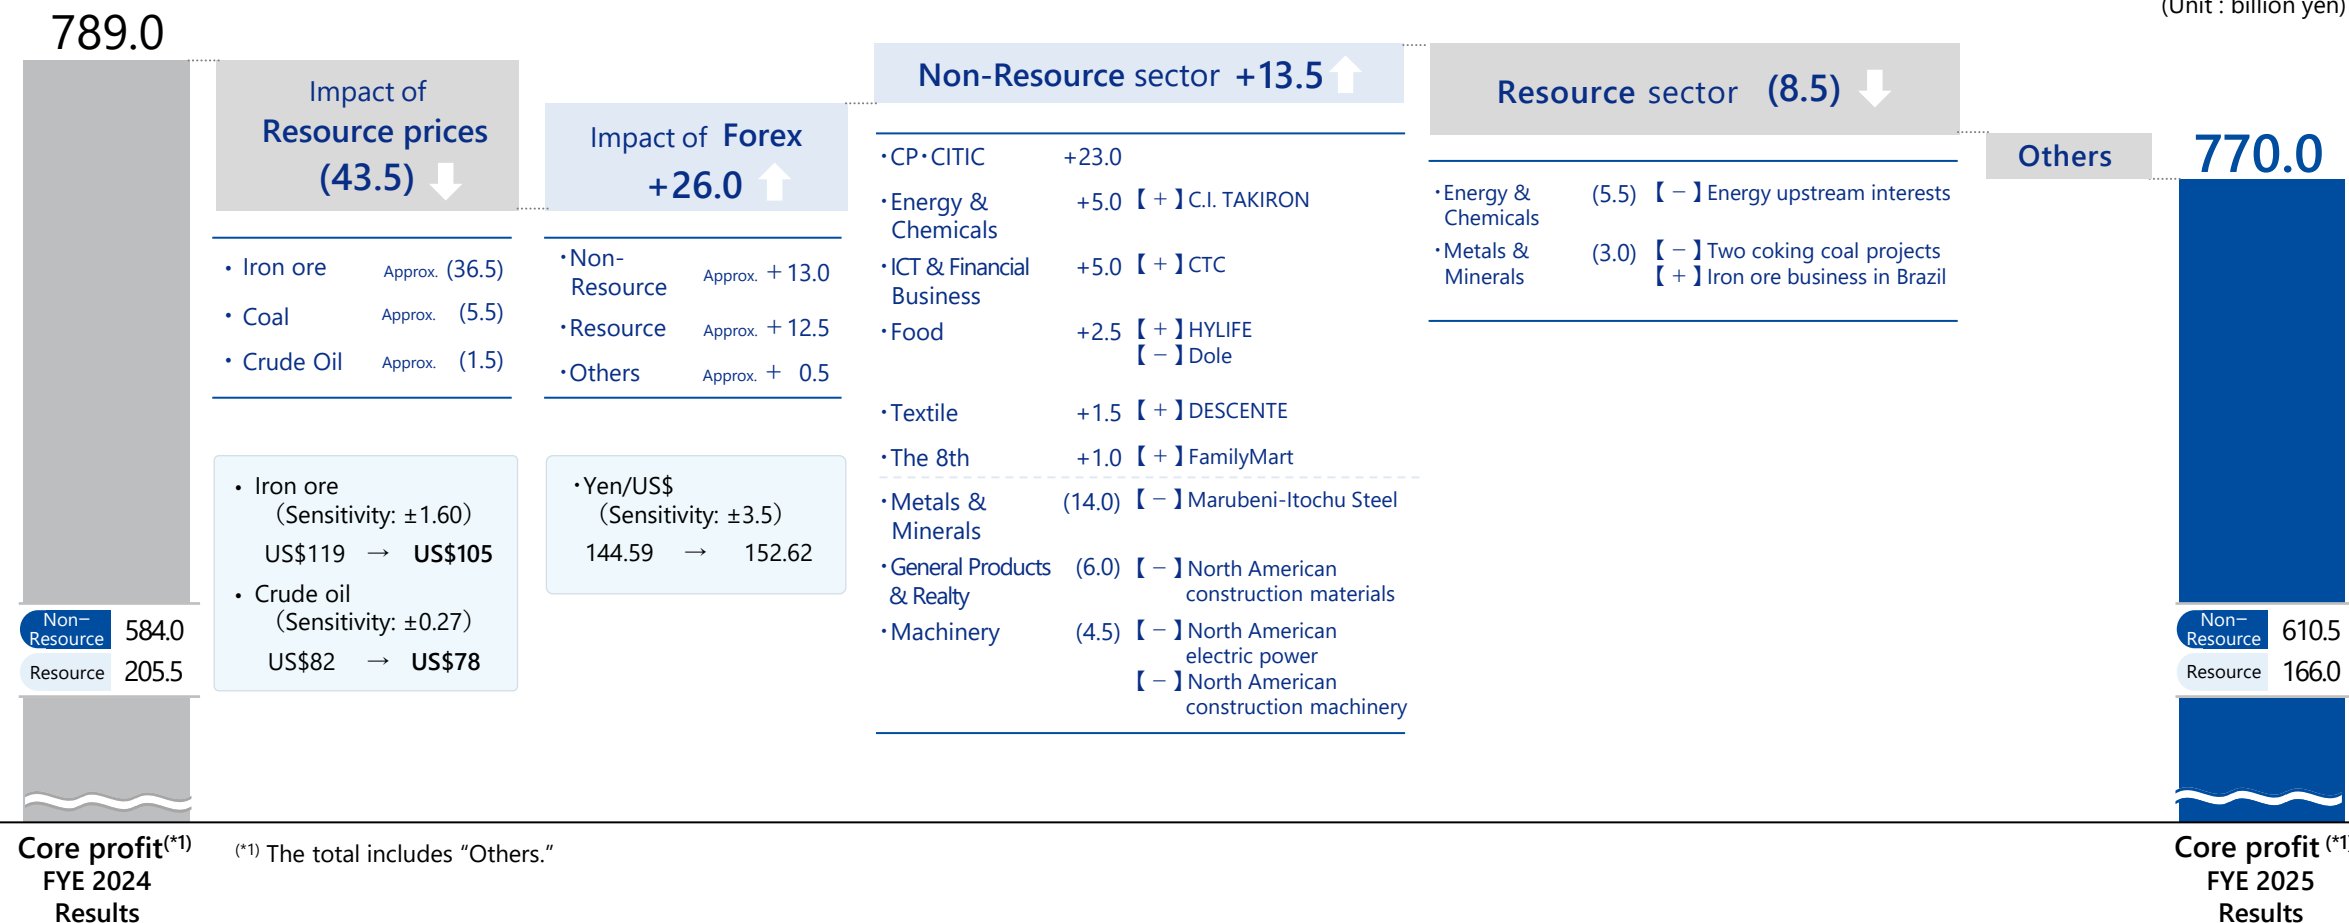 (Unit : billion yen)
789.0
Impact of
Resource prices
(43.5)
・ Iron ore Approx. (36.5)
・ Coal Approx. (5.5)
・ Crude Oil Approx. (1.5)
・ Iron ore
（Sensitivity: ±1.60）
US$119 → US$105
・ Crude oil
（Sensitivity: ±0.27）
US$82 → US$78
Impact of Forex
+26.0
・Non-
Resource Approx. ＋13.0
・Resource Approx. ＋12.5
・Others Approx. ＋ 0.5
・Yen/US$
（Sensitivity: ±3.5）
144.59 → 152.62
Non-Resource sector +13.5
・CP・CITIC +23.0
・Energy & +5.0 【＋】C.I. TAKIRON
Chemicals
・ICT & Financial +5.0 【＋】CTC
Business
・Food +2.5 【＋】HYLIFE
【－】Dole
・Textile +1.5 【＋】DESCENTE
・The 8th +1.0 【＋】FamilyMart
・Metals & (14.0) 【－】Marubeni-Itochu Steel
Minerals
・General Products (6.0) 【－】North American
& Realty construction materials
・Machinery (4.5) 【－】North American
electric power
【－】North American
construction machinery
Resource sector (8.5)
・Energy & (5.5) 【－】Energy upstream interests
Chemicals
・Metals & (3.0) 【－】Two coking coal projects
Minerals 【＋】Iron ore business in Brazil
Others
770.0
Non–
Resource 584.0
Resource 205.5
Non–
Resource 610.5
Resource 166.0
Core profit(*1)
FYE 2024
Results
(*1) The total includes “Others.”
Core profit (*1)
FYE 2025
Results